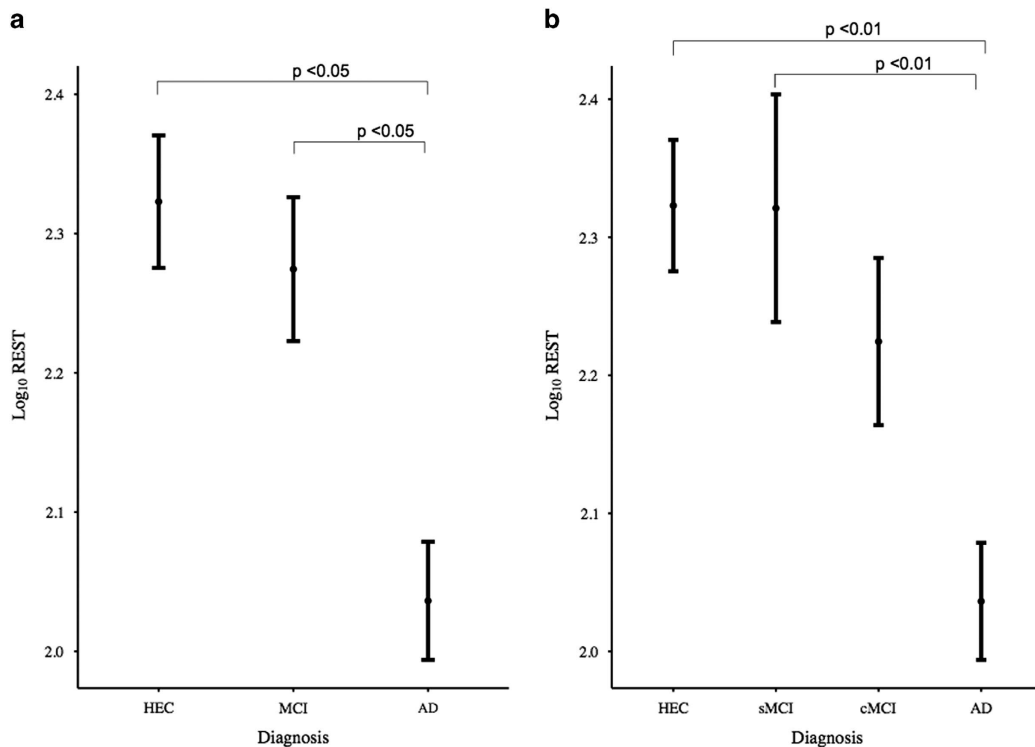 a
p <0.05
p <0.05
2.4
2.3
2.2
2.1
2.0
Log10 REST
HEC MCI AD
Diagnosis
b
p <0.01
p <0.01
2.4
2.3
2.2
2.1
2.0
Log10 REST
HEC sMCI cMCI AD
Diagnosis